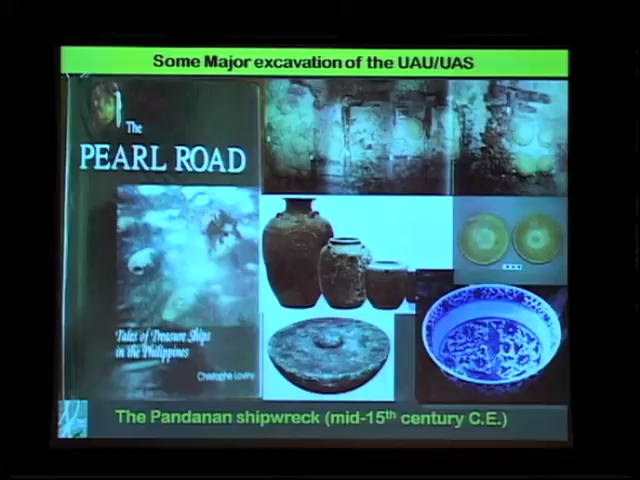 Some Major excavation of the UAU/UAS
The
PEARL ROAD
Tales of Treasure Ships
in the Philippines
Christophe Loviny
The Pandanan shipwreck (mid-15th century C.E.)